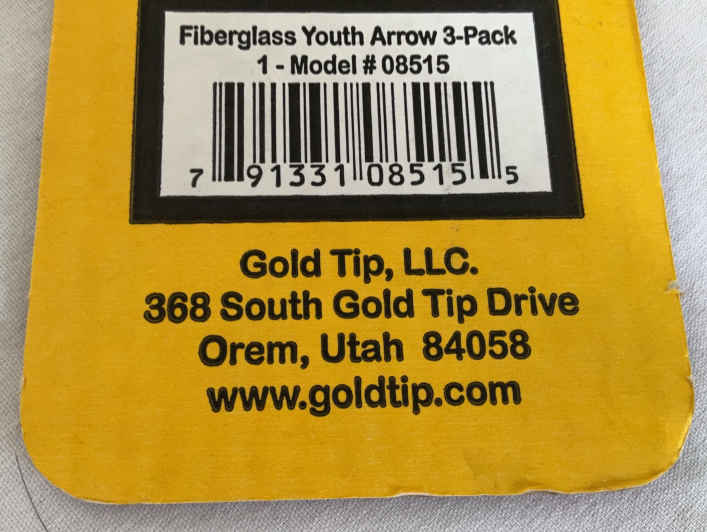 Fiberglass Youth Arrow 3-Pack
1 - Model # 08515
7 91331 08515 5
Gold Tip, LLC.
368 South Gold Tip Drive
Orem, Utah 84058
www.goldtip.com